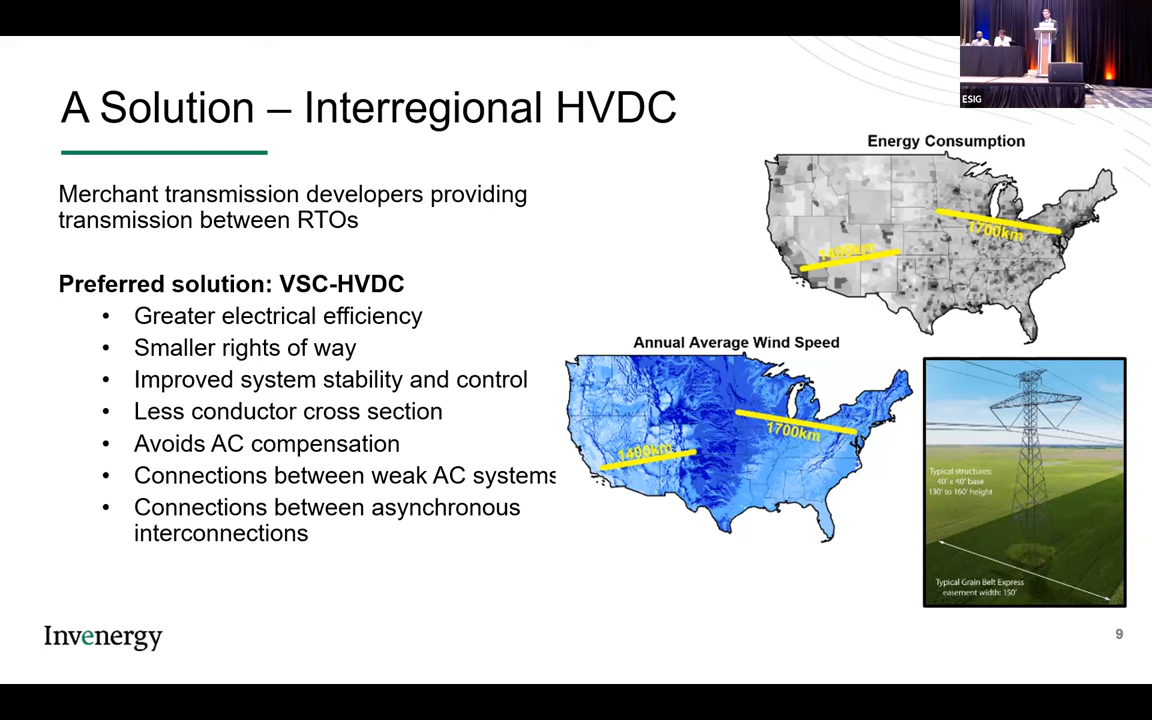 ESIG
A Solution – Interregional HVDC
Merchant transmission developers providing
transmission between RTOs
Preferred solution: VSC-HVDC
• Greater electrical efficiency
• Smaller rights of way
• Improved system stability and control
• Less conductor cross section
• Avoids AC compensation
• Connections between weak AC systems
• Connections between asynchronous
interconnections
Energy Consumption
1700km
1400km
Annual Average Wind Speed
1700km
1400km
Typical structures:
40' x 40' base
130' to 160' height
Typical Grain Belt Express
easement width: 150'
Invenergy
9